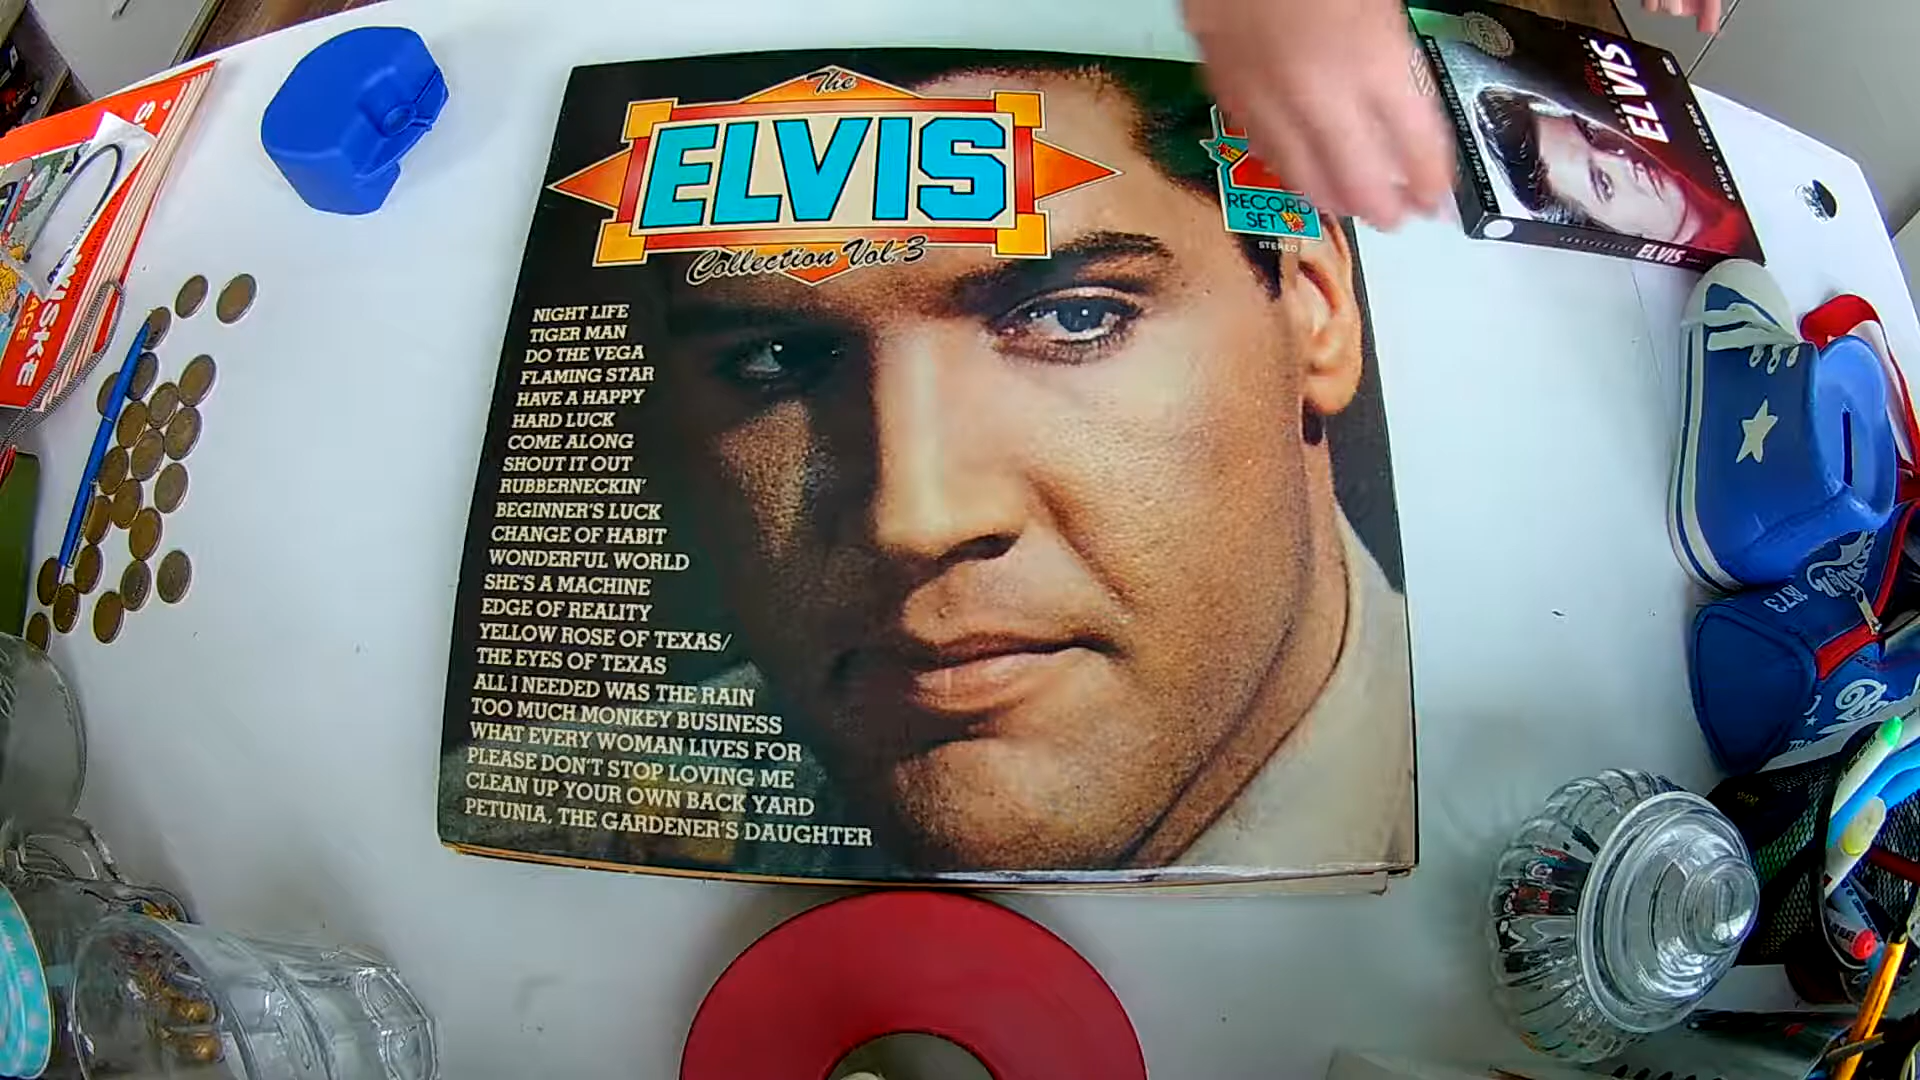 The
ELVIS
Collection Vol.3
2
RECORD
SET
STEREO
NIGHT LIFE
TIGER MAN
DO THE VEGA
FLAMING STAR
HAVE A HAPPY
HARD LUCK
COME ALONG
SHOUT IT OUT
RUBBERNECKIN'
BEGINNER'S LUCK
CHANGE OF HABIT
WONDERFUL WORLD
SHE'S A MACHINE
EDGE OF REALITY
YELLOW ROSE OF TEXAS/
THE EYES OF TEXAS
ALL I NEEDED WAS THE RAIN
TOO MUCH MONKEY BUSINESS
WHAT EVERY WOMAN LIVES FOR
PLEASE DON'T STOP LOVING ME
CLEAN UP YOUR OWN BACK YARD
PETUNIA, THE GARDENER'S DAUGHTER
ELVIS
ELVIS
WISKE
1873